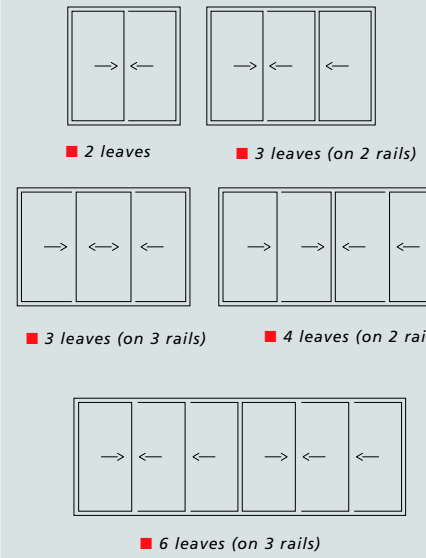 2 leaves
3 leaves (on 2 rails)
3 leaves (on 3 rails)
4 leaves (on 2 rai
6 leaves (on 3 rails)